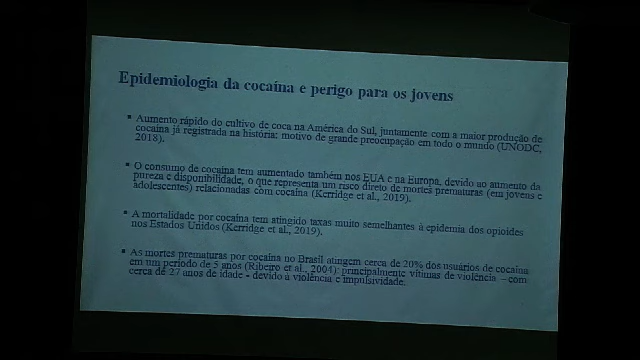 Epidemiologia da cocaína e perigo para os jovens
▪ Aumento rápido do cultivo de coca na América do Sul, juntamente com a maior produção de
cocaína já registrada na história: motivo de grande preocupação em todo o mundo (UNODC,
2018).
▪ O consumo de cocaína tem aumentado também nos EUA e na Europa, devido ao aumento da
pureza e disponibilidade, o que representa um risco direto de mortes prematuras (em jovens e
adolescentes) relacionadas com cocaína (Kerridge et al., 2019).
▪ A mortalidade por cocaína tem atingido taxas muito semelhantes à epidemia dos opioides
nos Estados Unidos (Kerridge et al., 2019).
▪ As mortes prematuras por cocaína no Brasil atingem cerca de 20% dos usuários de cocaína
em um período de 5 anos (Ribeiro et al., 2004): principalmente vítimas de violência – com
cerca de 27 anos de idade - devido à violência e impulsividade.